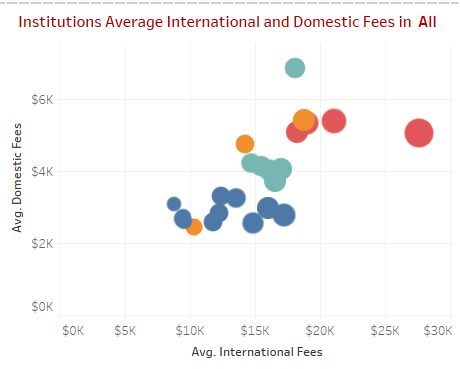 Institutions Average International and Domestic Fees in All
Avg. Domestic Fees
$6K
$4K
$2K
$0K
$0K $5K $10K $15K $20K $25K $30K
Avg. International Fees